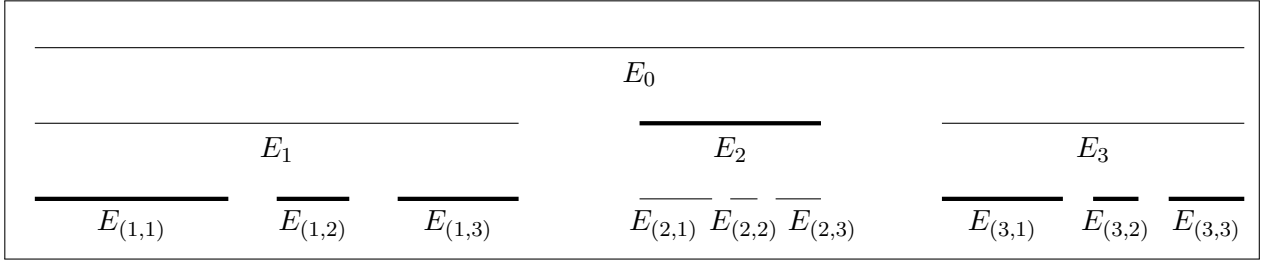 E_0
E_1 E_2 E_3
E_(1,1) E_(1,2) E_(1,3) E_(2,1) E_(2,2) E_(2,3) E_(3,1) E_(3,2) E_(3,3)